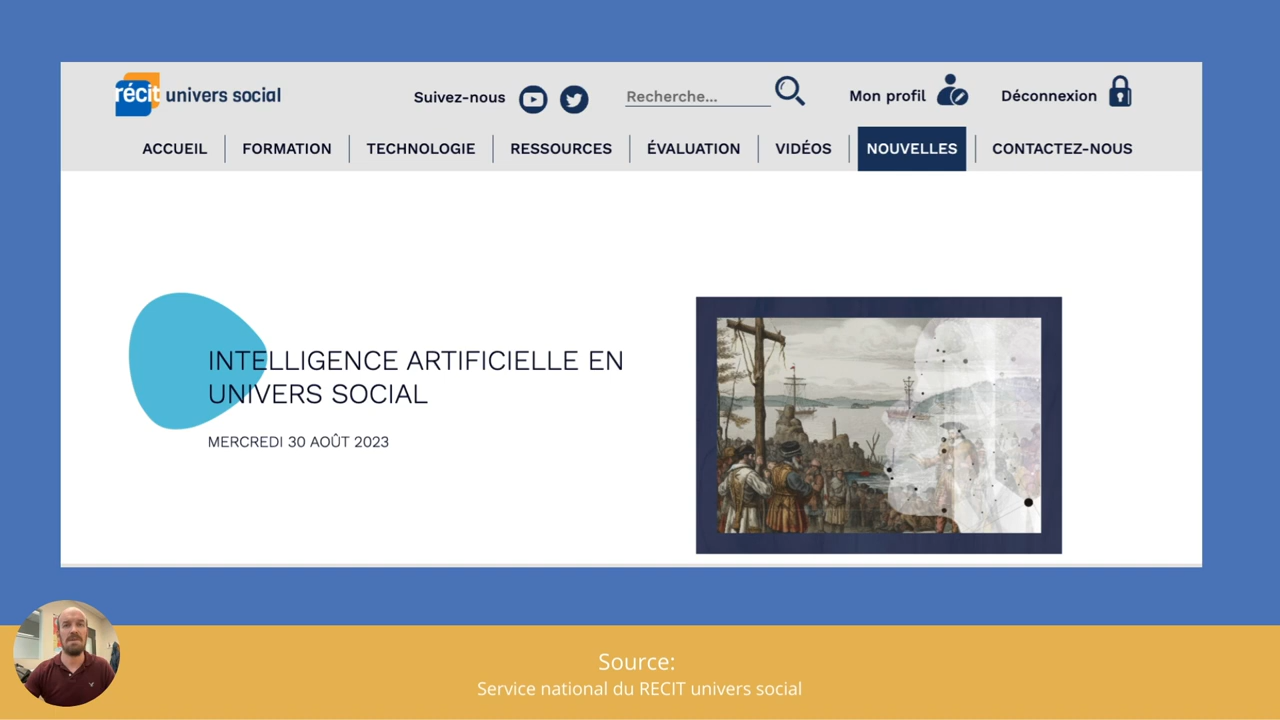 récit univers social
Suivez-nous
Recherche...
Mon profil
Déconnexion
ACCUEIL
FORMATION
TECHNOLOGIE
RESSOURCES
ÉVALUATION
VIDÉOS
NOUVELLES
CONTACTEZ-NOUS
INTELLIGENCE ARTIFICIELLE EN
UNIVERS SOCIAL
MERCREDI 30 AOÛT 2023
Source:
Service national du RECIT univers social